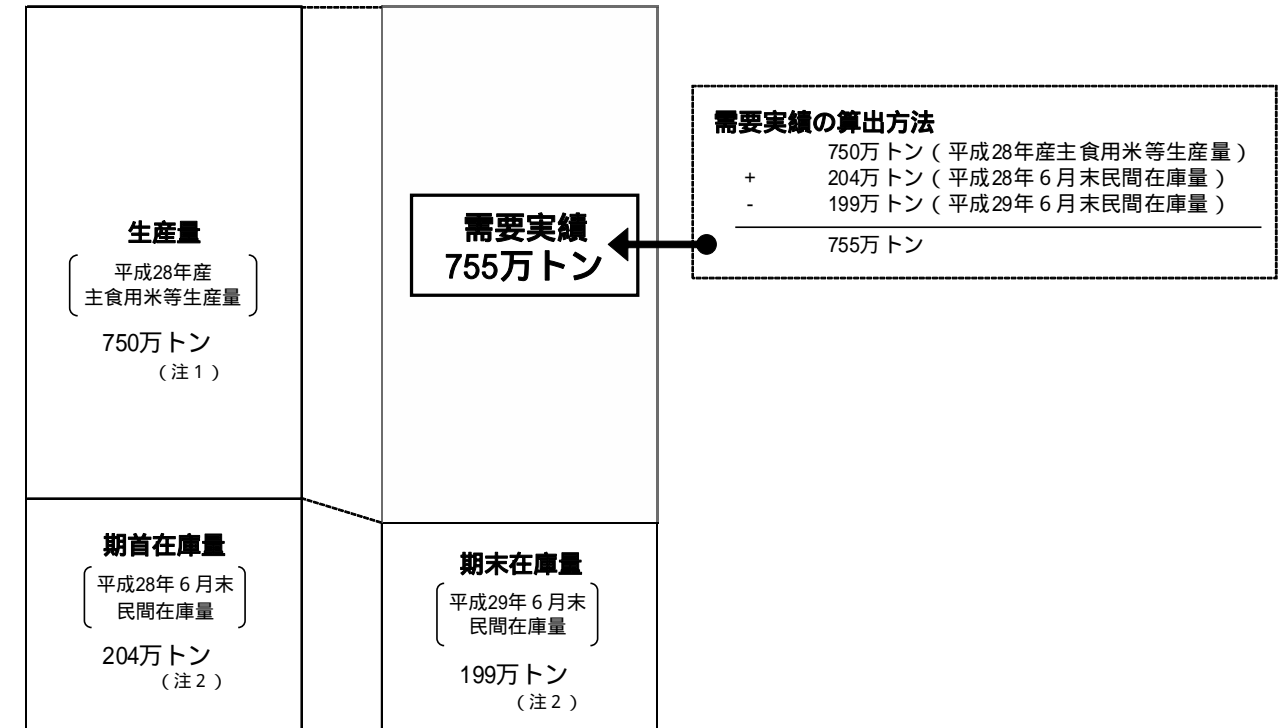 生産量
平成28年産
主食用米等生産量
750万トン
(注1)
期首在庫量
平成28年6月末
民間在庫量
204万トン
(注2)
需要実績
755万トン
期末在庫量
平成29年6月末
民間在庫量
199万トン
(注2)
需要実績の算出方法
750万トン(平成28年産主食用米等生産量)
+ 204万トン(平成28年6月末民間在庫量)
- 199万トン(平成29年6月末民間在庫量)
755万トン